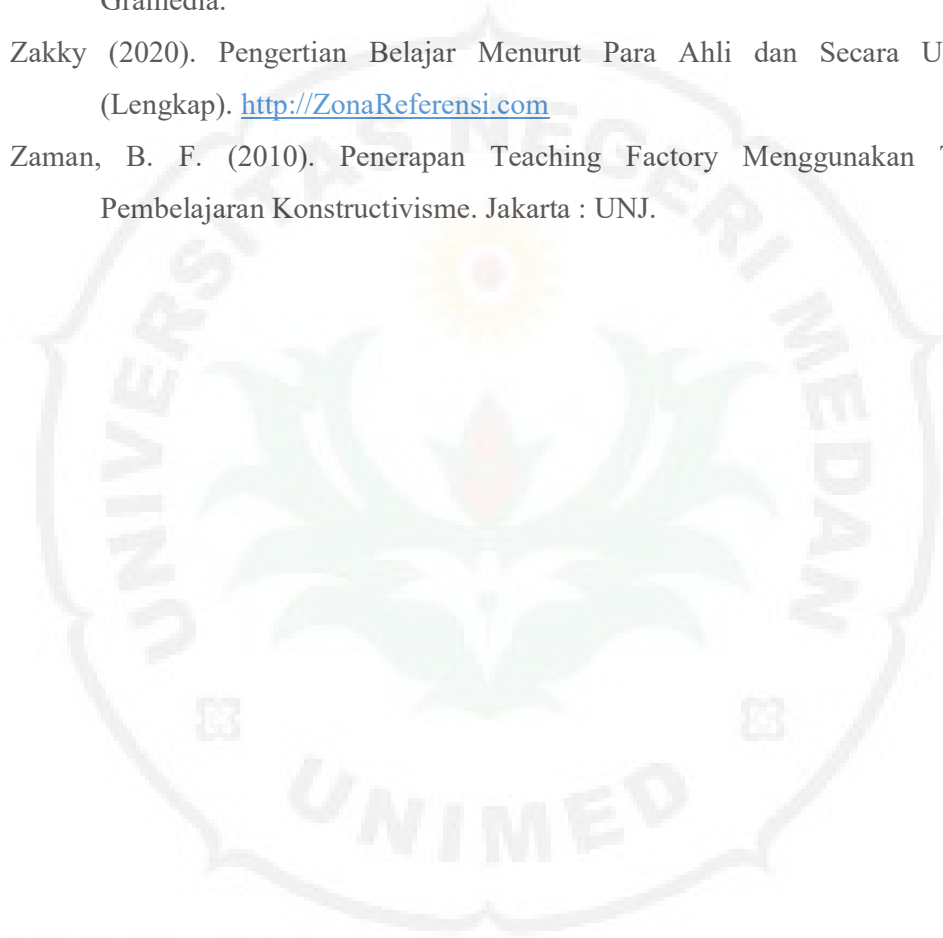 Gramedia.
Zakky (2020). Pengertian Belajar Menurut Para Ahli dan Secara
(Lengkap). http://ZonaReferensi.com
Zaman, B. F. (2010). Penerapan Teaching Factory Menggunakan
Pembelajaran Konstructivisme. Jakarta : UNJ.
UNIVERSITAS NEGERI MEDAN
UNIMED